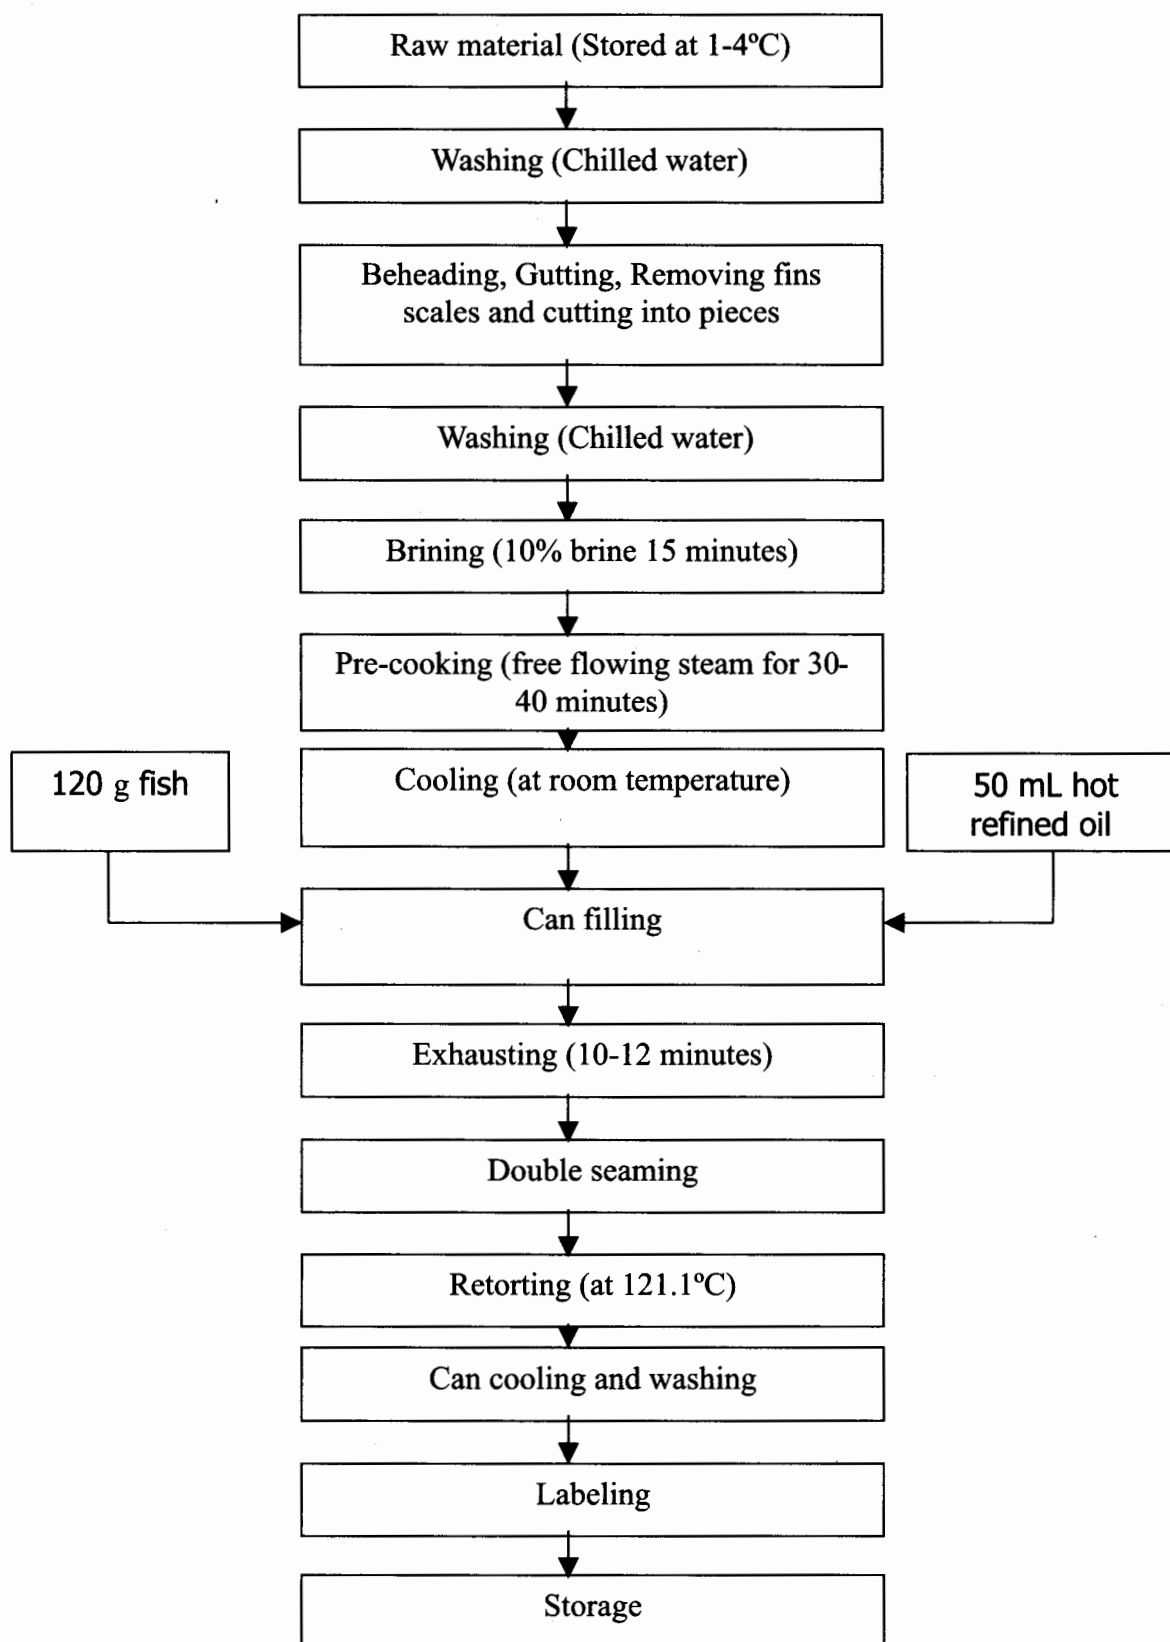 Raw material (Stored at 1-4ºC)
Washing (Chilled water)
Beheading, Gutting, Removing fins
scales and cutting into pieces
Washing (Chilled water)
Brining (10% brine 15 minutes)
Pre-cooking (free flowing steam for 30-
40 minutes)
120 g fish
Cooling (at room temperature)
50 mL hot
refined oil
Can filling
Exhausting (10-12 minutes)
Double seaming
Retorting (at 121.1ºC)
Can cooling and washing
Labeling
Storage